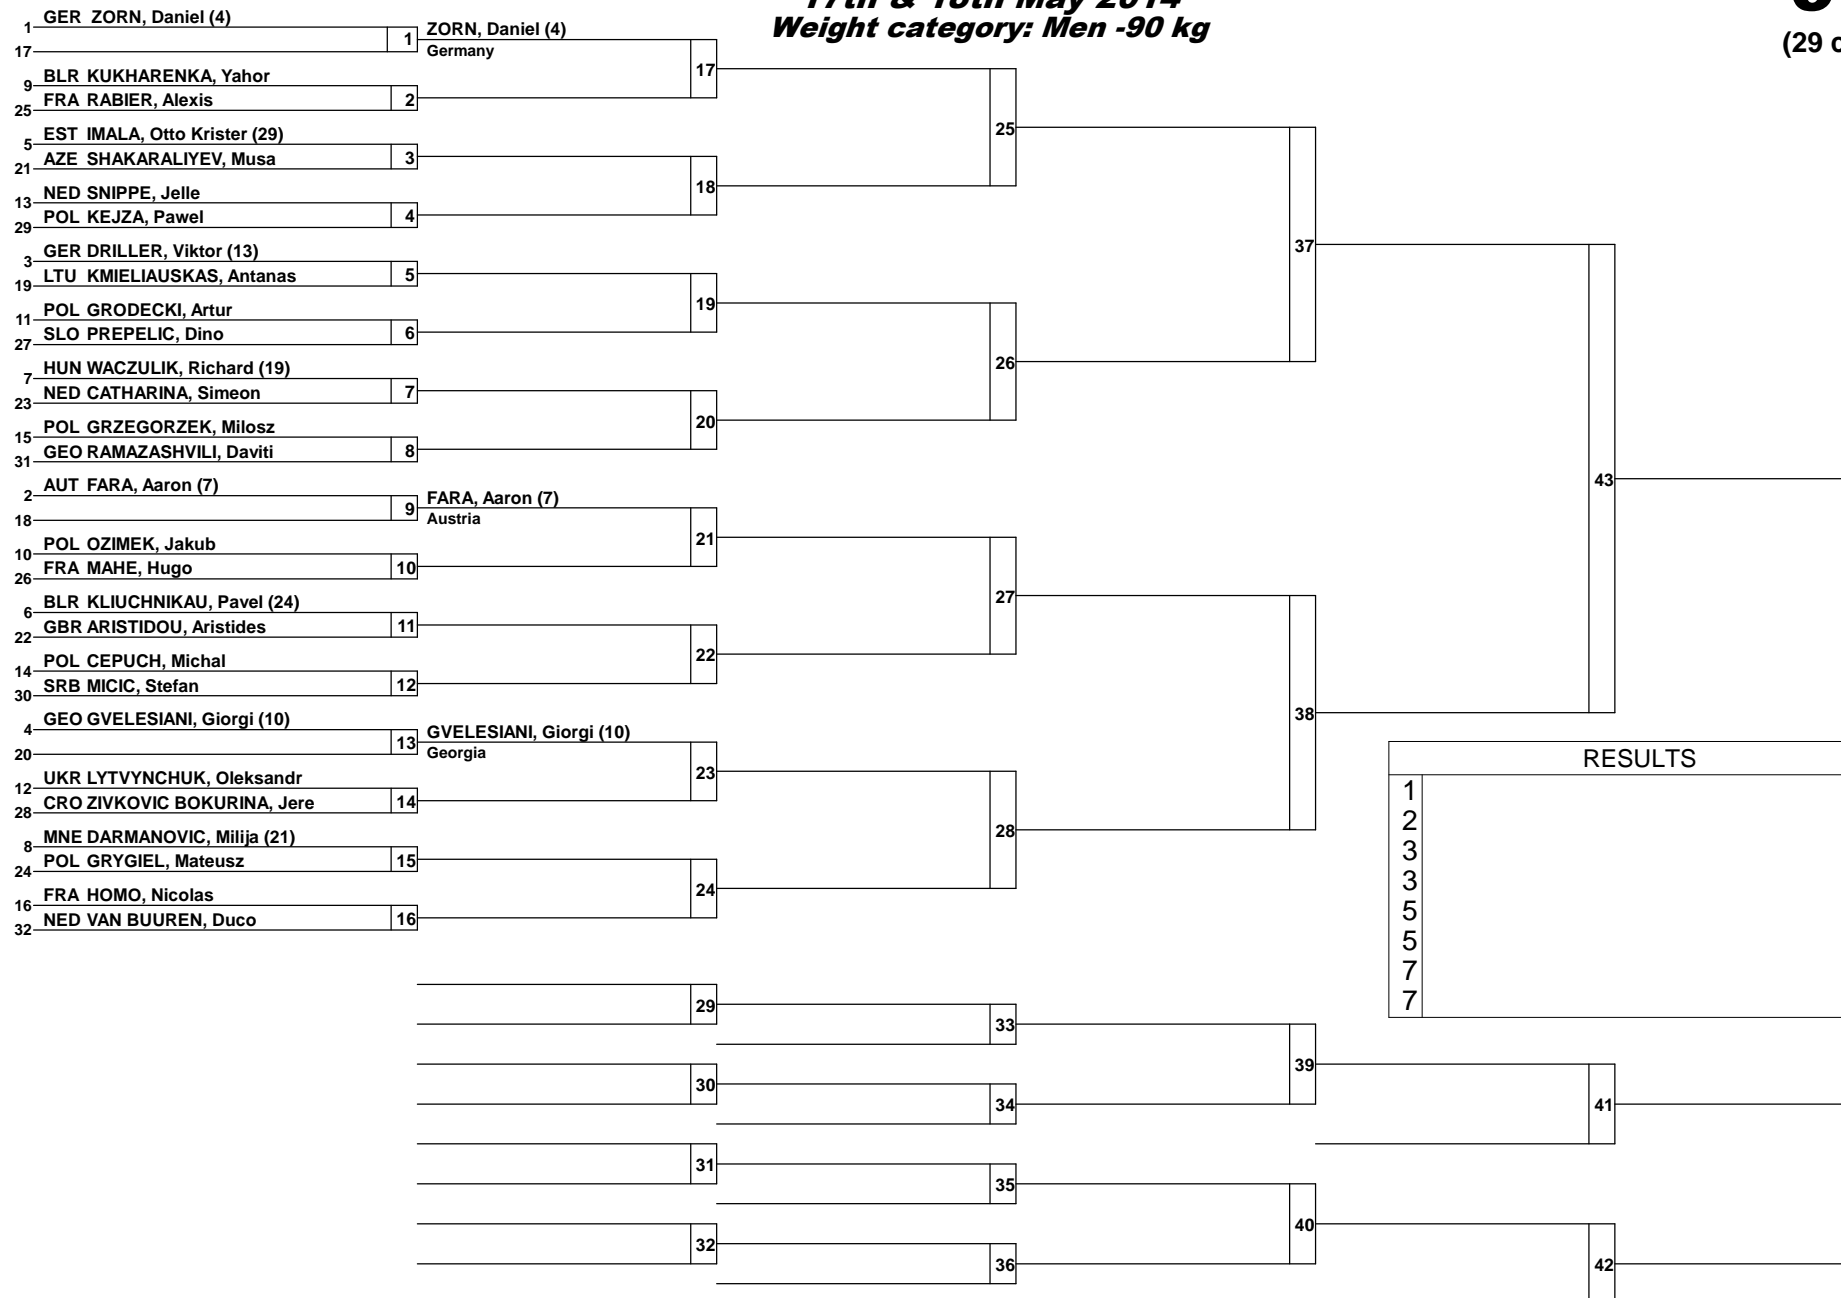 17th & 18th May 2014
Weight category: Men -90 kg
(29
1 GER ZORN, Daniel (4)
17
1
ZORN, Daniel (4)
Germany
9 BLR KUKHARENKA, Yahor
25 FRA RABIER, Alexis
2
17
5 EST IMALA, Otto Krister (29)
21 AZE SHAKARALIYEV, Musa
3
13 NED SNIPPE, Jelle
29 POL KEJZA, Pawel
4
18
25
3 GER DRILLER, Viktor (13)
19 LTU KMIELIAUSKAS, Antanas
5
11 POL GRODECKI, Artur
27 SLO PREPELIC, Dino
6
19
7 HUN WACZULIK, Richard (19)
23 NED CATHARINA, Simeon
7
15 POL GRZEGORZEK, Milosz
31 GEO RAMAZASHVILI, Daviti
8
20
26
37
2 AUT FARA, Aaron (7)
18
9
FARA, Aaron (7)
Austria
10 POL OZIMEK, Jakub
26 FRA MAHE, Hugo
10
21
6 BLR KLIUCHNIKAU, Pavel (24)
22 GBR ARISTIDOU, Aristides
11
14 POL CEPUCH, Michal
30 SRB MICIC, Stefan
12
22
27
4 GEO GVELESIANI, Giorgi (10)
20
13
GVELESIANI, Giorgi (10)
Georgia
12 UKR LYTVYNCHUK, Oleksandr
28 CRO ZIVKOVIC BOKURINA, Jere
14
23
8 MNE DARMANOVIC, Milija (21)
24 POL GRYGIEL, Mateusz
15
16 FRA HOMO, Nicolas
32 NED VAN BUUREN, Duco
16
24
28
38
43
RESULTS
1
2
3
3
5
5
7
7
29
33
30
34
39
41
31
35
32
36
40
42